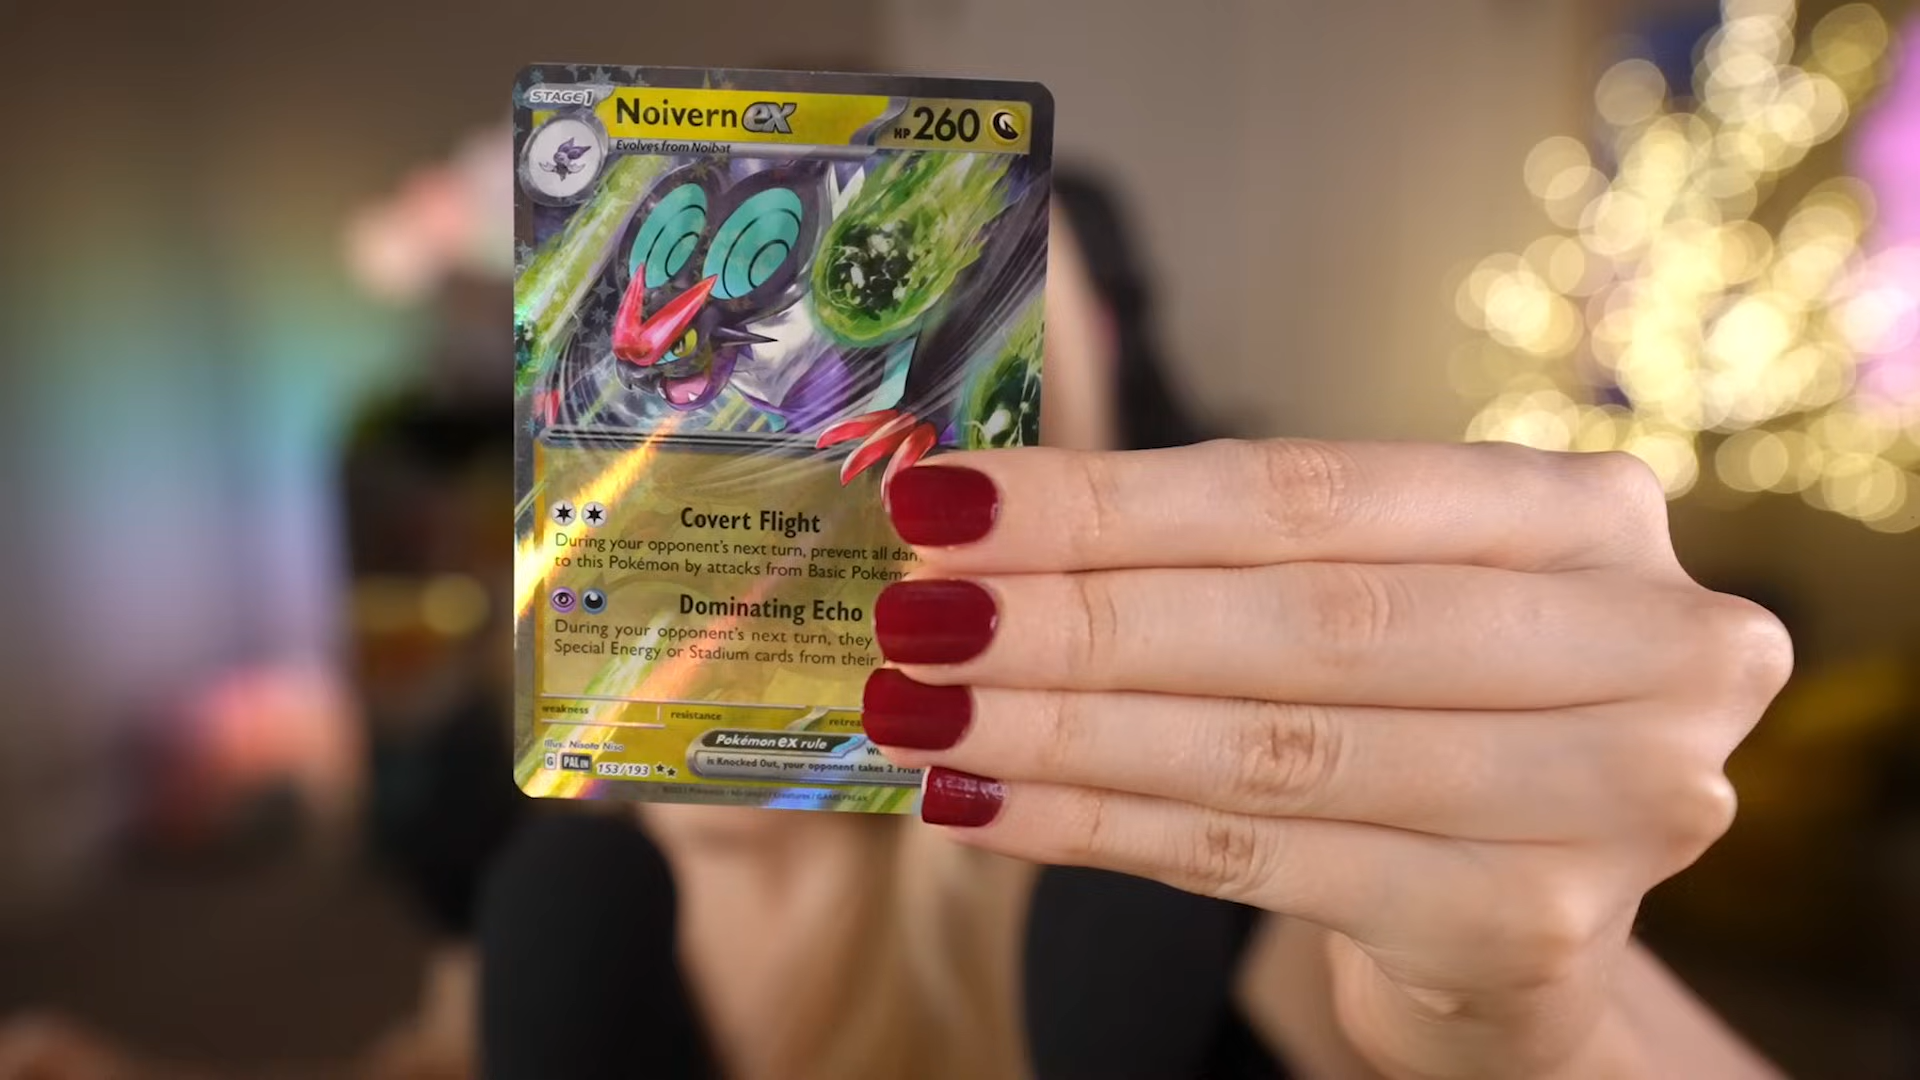 STAGE 1
Noivern ex HP 260
Evolves from Noibat
Covert Flight
During your opponent's next turn, prevent all
to this Pokémon by attacks from Basic
Dominating Echo
During your opponent's next turn, they
Special Energy or Stadium cards from their
weakness resistance
Pokémon ex rule
is Knocked Out, your opponent takes 2
Illus. Nisota Niso
G PAL EN 153/193